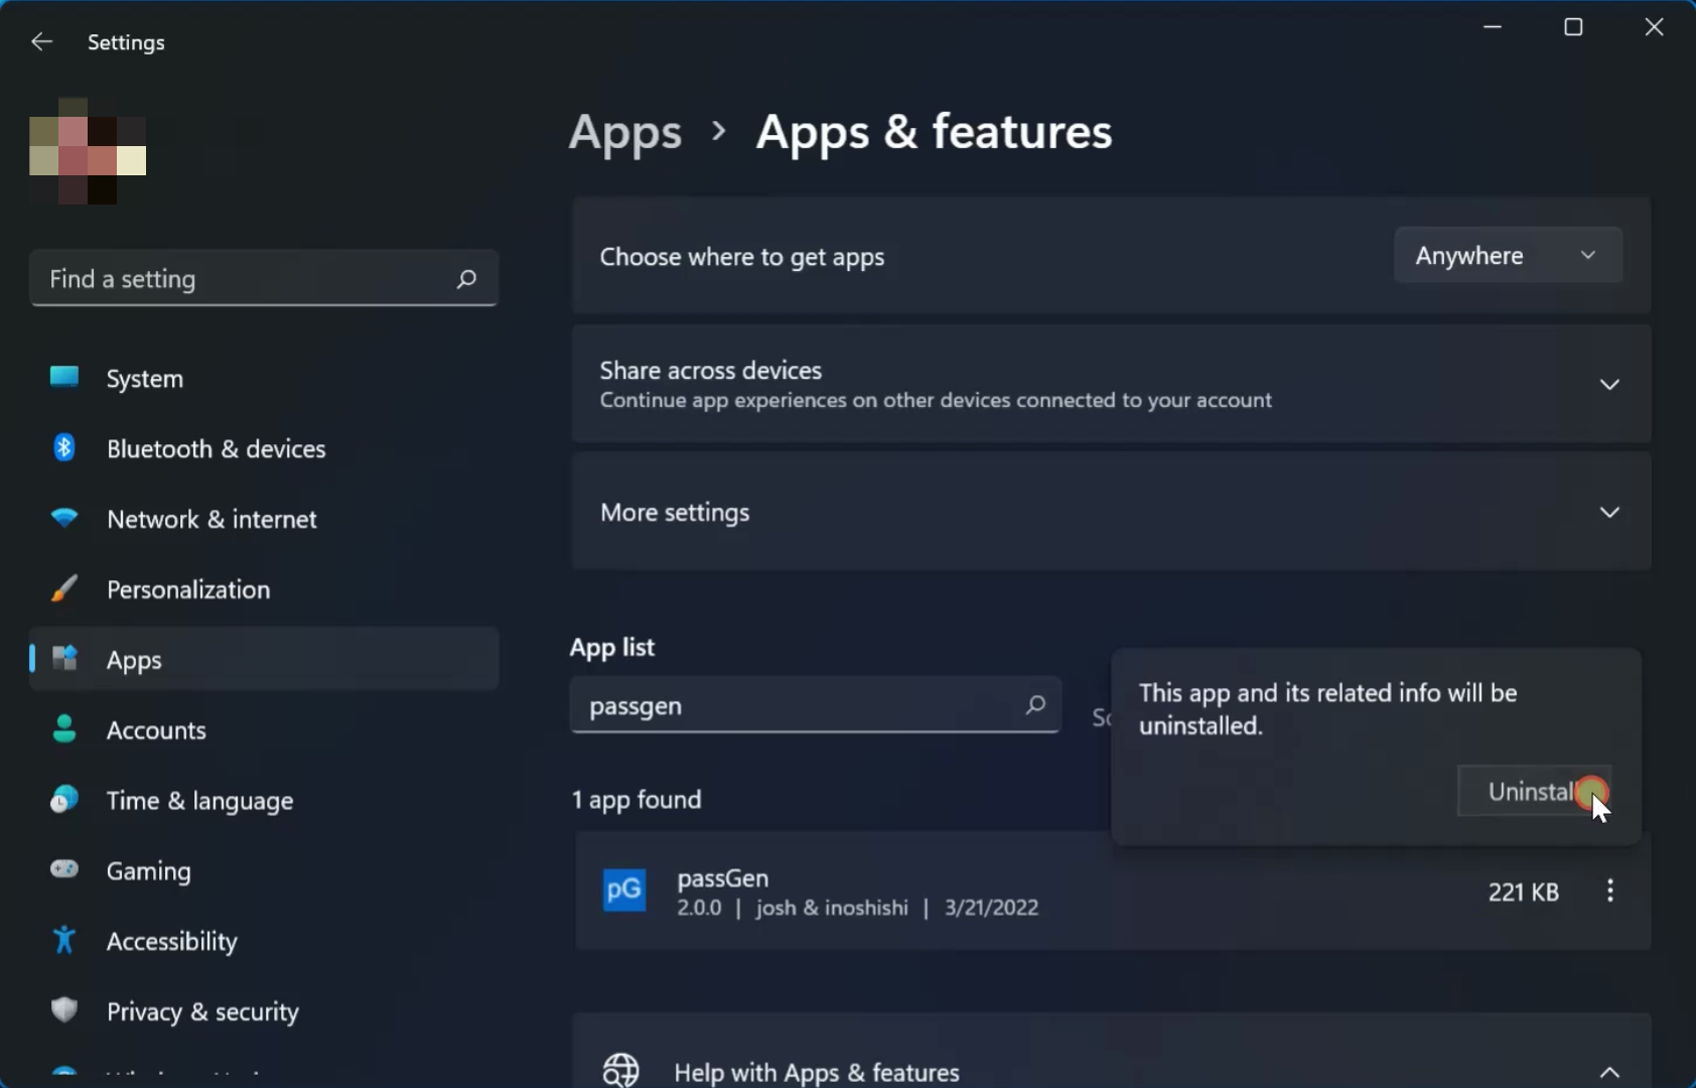 Settings
Find a setting
System
Bluetooth & devices
Network & internet
Personalization
Apps
Accounts
Time & language
Gaming
Accessibility
Privacy & security
Apps > Apps & features
Choose where to get apps
Anywhere
Share across devices
Continue app experiences on other devices connected to your account
More settings
App list
passgen
This app and its related info will be
uninstalled.
Uninstall
1 app found
pG
passGen
2.0.0 | josh & inoshishi | 3/21/2022
221 KB
Help with Apps & features